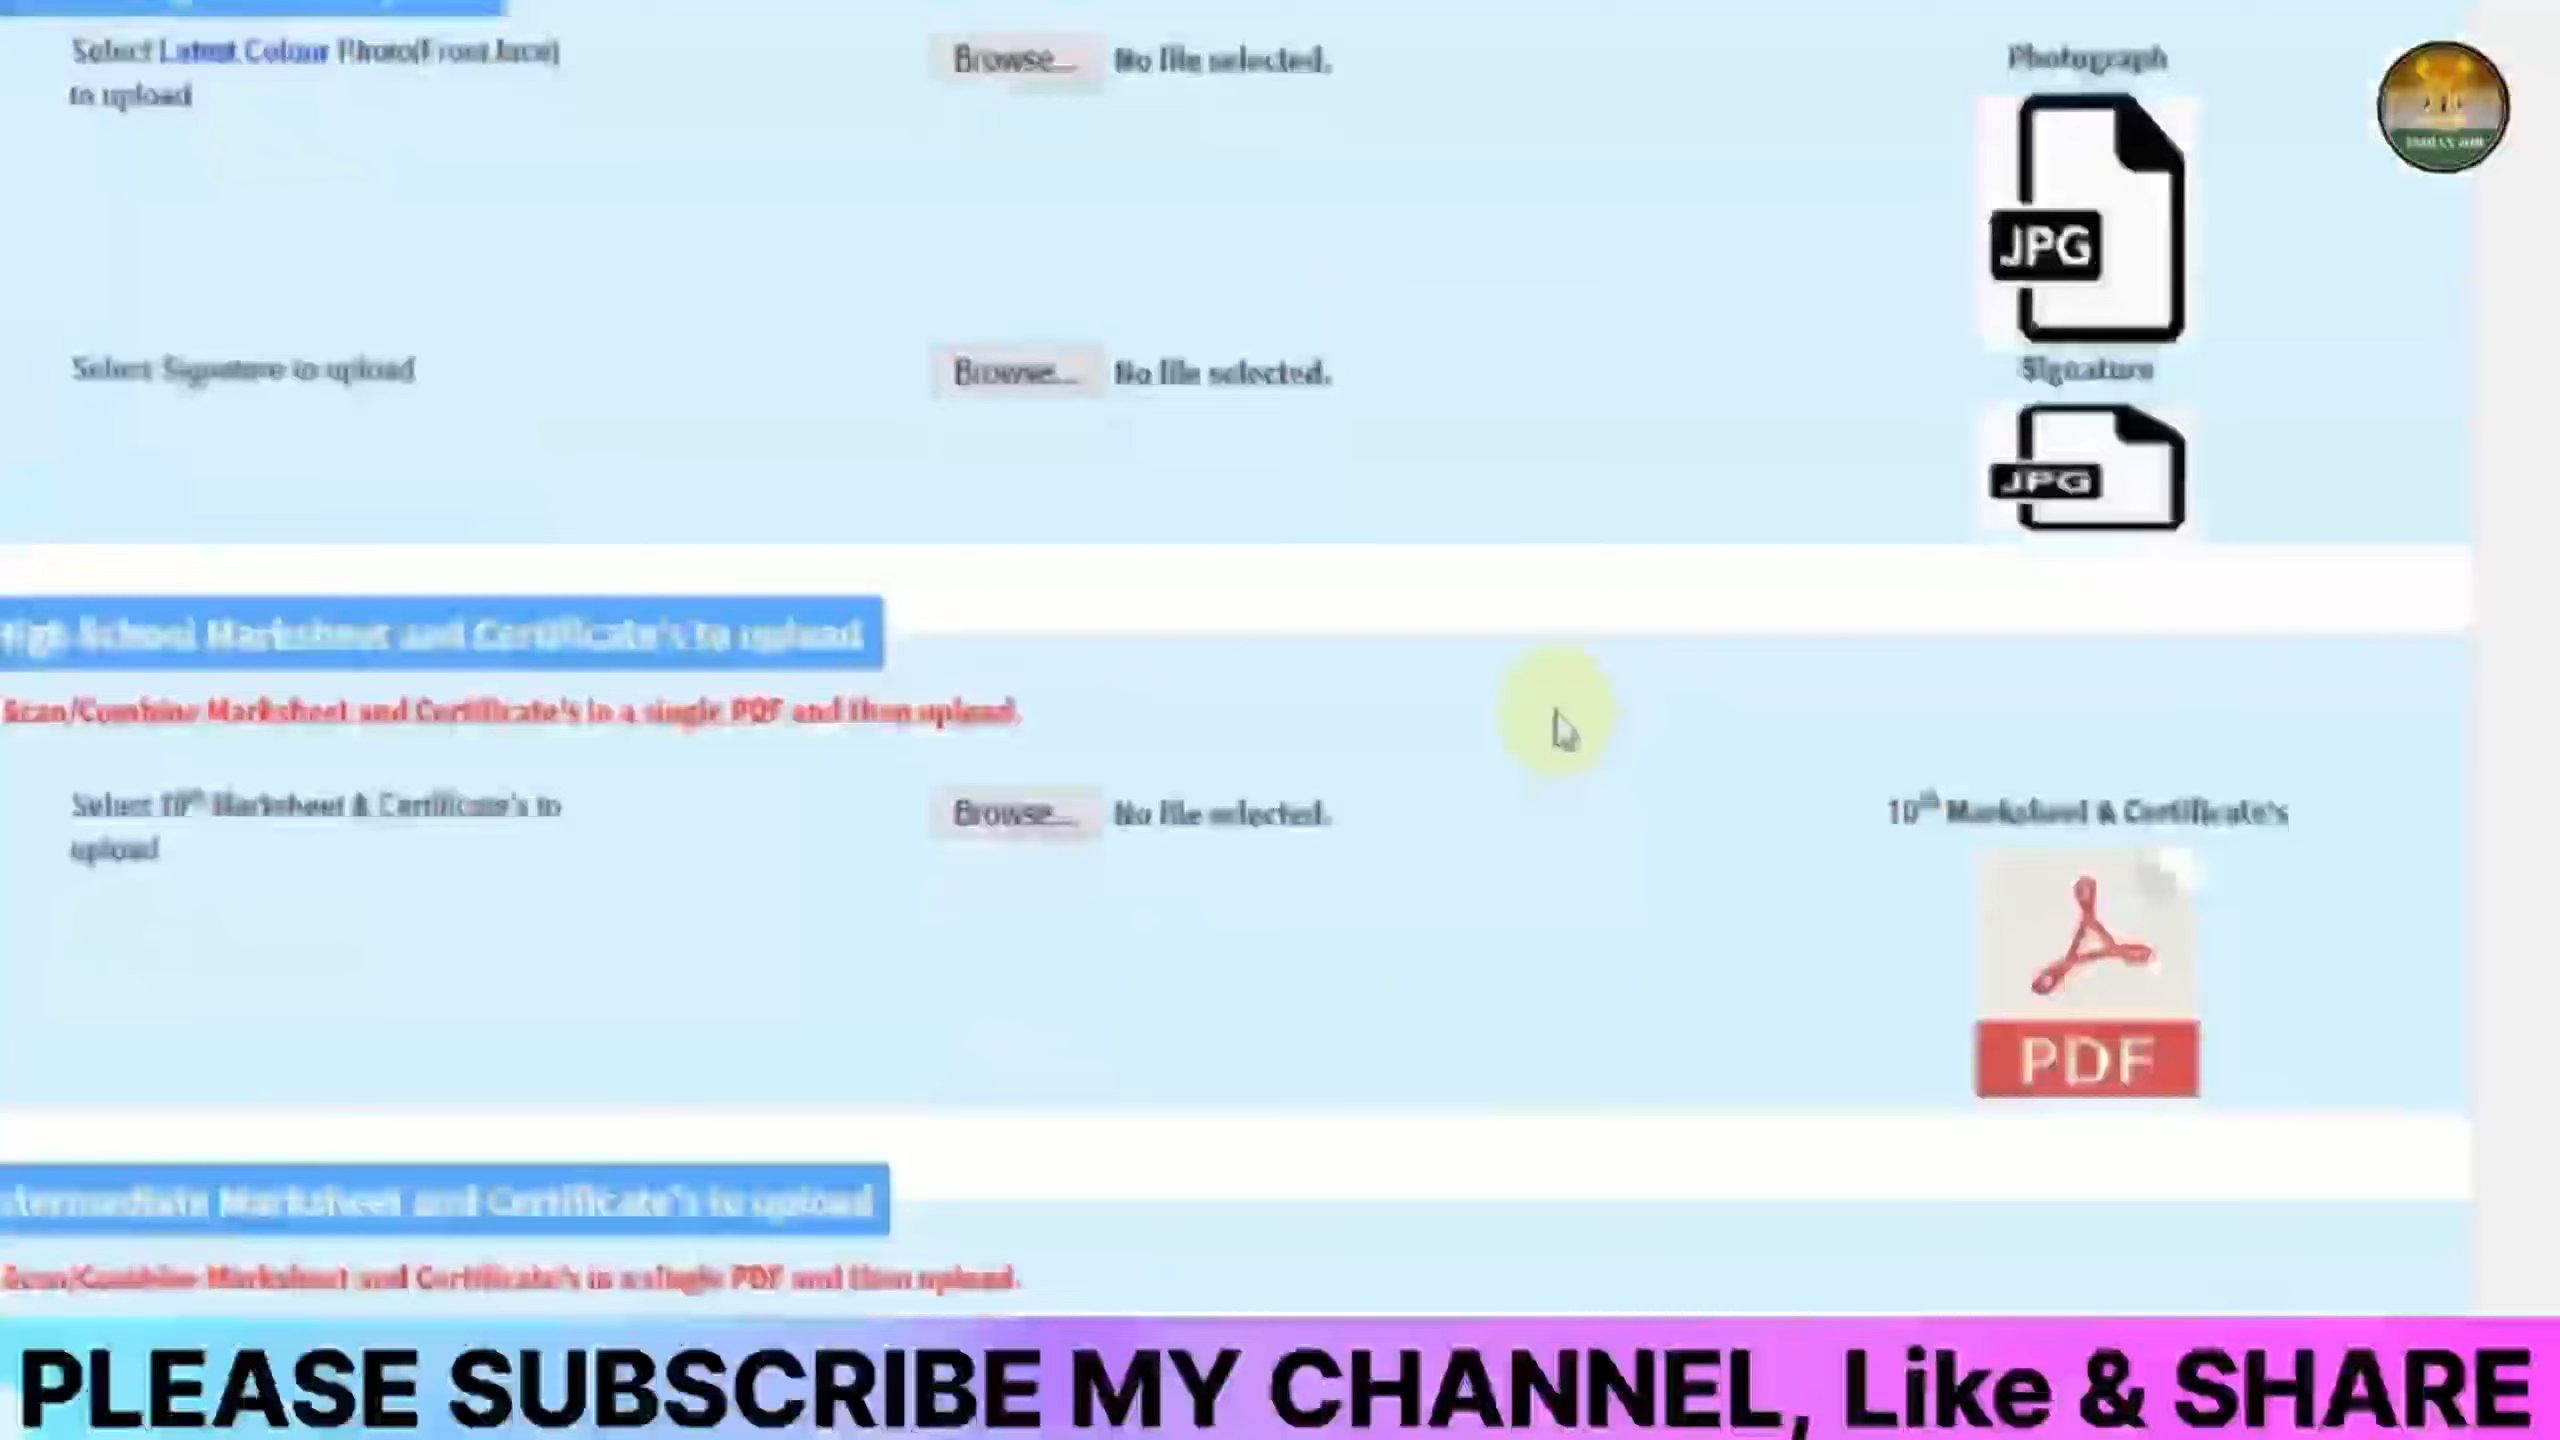 Select Latest Colour Photo(Front face)
to upload
Browse... No file selected.
Photograph
JPG
Select Signature to upload
Browse... No file selected.
Signature
JPG
High School Marksheet and Certificate's to upload
Scan/Combine Marksheet and Certificate's in a single PDF and then upload.
Select 10th Marksheet & Certificate's to
upload
Browse... No file selected.
10th Marksheet & Certificate's
PDF
ntermediate Marksheet and Certificate's to upload
Scan/Combine Marksheet and Certificate's in a single PDF and then upload.
PLEASE SUBSCRIBE MY CHANNEL, Like & SHARE